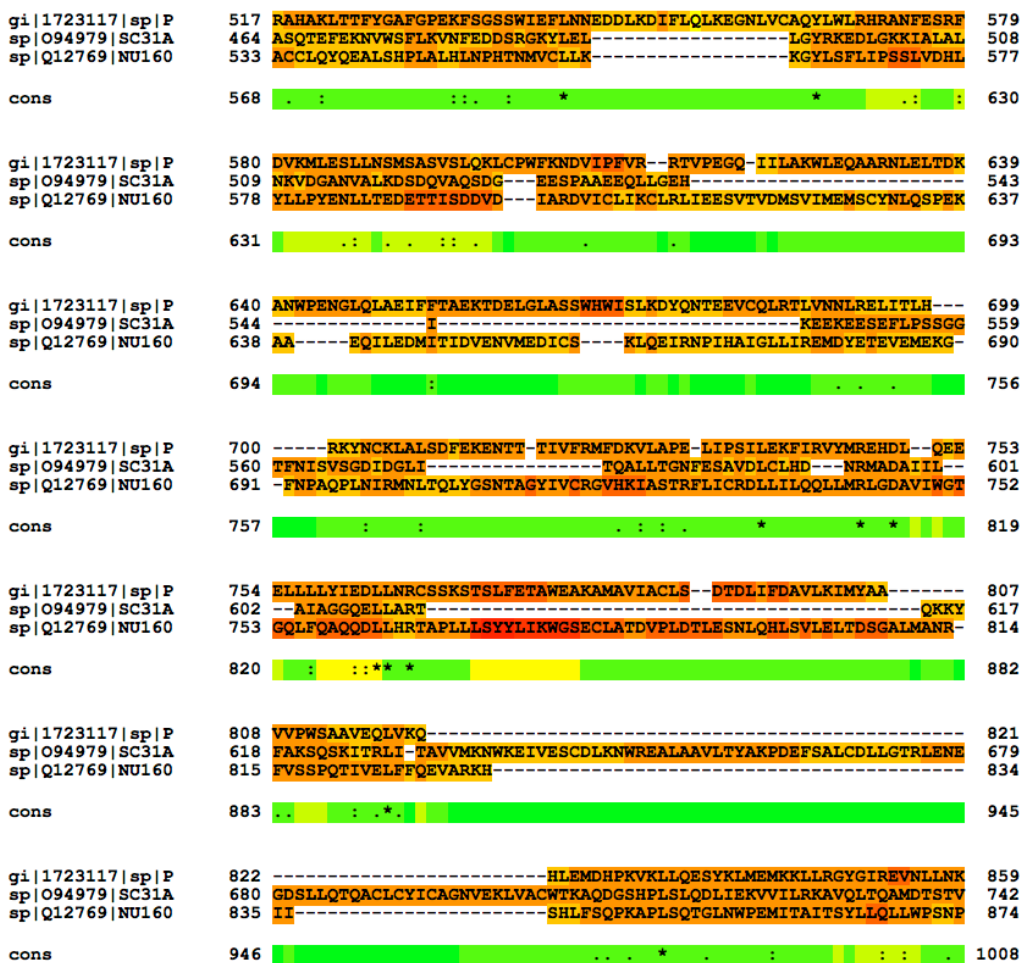 gi|1723117|sp|P 517 RAHAKLTTFYGAFGPEKFSGSSWIEFLNNEDDLKDIFLQLKEGNLVCAQYLWLRHRANFESRF 579
sp|O94979|SC31A 464 ASQTEFEKNVWSFLKVNFEDDSRGKYLEL------------------LGYRKEDLGKKIALAL 508
sp|Q12769|NU160 533 ACCLQYQEALSHPLALHLNPHTNMVCLLK------------------KGYLSFLIPSSLVDHL 577
cons 568 . : ::. : * * .: : 630
gi|1723117|sp|P 580 DVKMLESLLNSMSASVSLQKLCPWFKNDVIPFVR--RTVPEGQ-IILAKWLEQAARNLELTDK 639
sp|O94979|SC31A 509 NKVDGANVALKDSDQVAQSDG---EESPAAEEQLLGEH------------------------- 543
sp|Q12769|NU160 578 YLLPYENLLTEDETTISDDVD---IARDVICLIKCLRLIEESVTVDMSVIMEMSCYNLQSPEK 637
cons 631 .: . . :: . . . 693
gi|1723117|sp|P 640 ANWPENGLQLAEIFFTAEKTDELGLASSWHWISLKDYQNTEEVCQLRTLVNNLRELITLH--- 699
sp|O94979|SC31A 544 --------------I---------------------------------KEEKEESEFLPSSGG 559
sp|Q12769|NU160 638 AA-----EQILEDMITIDVENVMEDICS----KLQEIRNPIHAIGLLIREMDYETEVEMEKG- 690
cons 694 : . . . 756
gi|1723117|sp|P 700 -----RKYNCKLALSDFEKENTT-TIVFRMFDKVLAPE-LIPSILEKFIRVYMREHDL--QEE 753
sp|O94979|SC31A 560 TFNISVSGDIDGLI----------------TQALLTGNFESAVDLCLHD---NRMADAIIL-- 601
sp|Q12769|NU160 691 -FNPAQPLNIRMNLTQLYGSNTAGYIVCRGVHKIASTRFLICRDLLILQQLLMRLGDAVIWGT 752
cons 757 : : . : : . * * * 819
gi|1723117|sp|P 754 ELLLLYIEDLLNRCSSKSTSLFETAWEAKAMAVIACLS--DTDLIFDAVLKIMYAA------- 807
sp|O94979|SC31A 602 --AIAGGQELLART---------------------------------------------QKKY 617
sp|Q12769|NU160 753 GQLFQAQQDLLHRTAPLLLSYYLIKWGSECLATDVPLDTLESNLQHLSVLELTDSGALMANR- 814
cons 820 : ::** * 882
gi|1723117|sp|P 808 VVPWSAAVEQLVKQ------------------------------------------------- 821
sp|O94979|SC31A 618 FAKSQSKITRLI-TAVVMKNWKEIVESCDLKNWREALAAVLTYAKPDEFSALCDLLGTRLENE 679
sp|Q12769|NU160 815 FVSSPQTIVELFFQEVARKH------------------------------------------- 834
cons 883 .. : .*. 945
gi|1723117|sp|P 822 -------------------------HLEMDHPKVKLLQESYKLMEMKKLLRGYGIREVNLLNK 859
sp|O94979|SC31A 680 GDSLLQTQACLCYICAGNVEKLVACWTKAQDGSHPLSLQDLIEKVVILRKAVQLTQAMDTSTV 742
sp|Q12769|NU160 835 II-----------------------SHLFSQPKAPLSQTGLNWPEMITAITSYLLQLLWPSNP 874
cons 946 .. . * . : : : . 1008